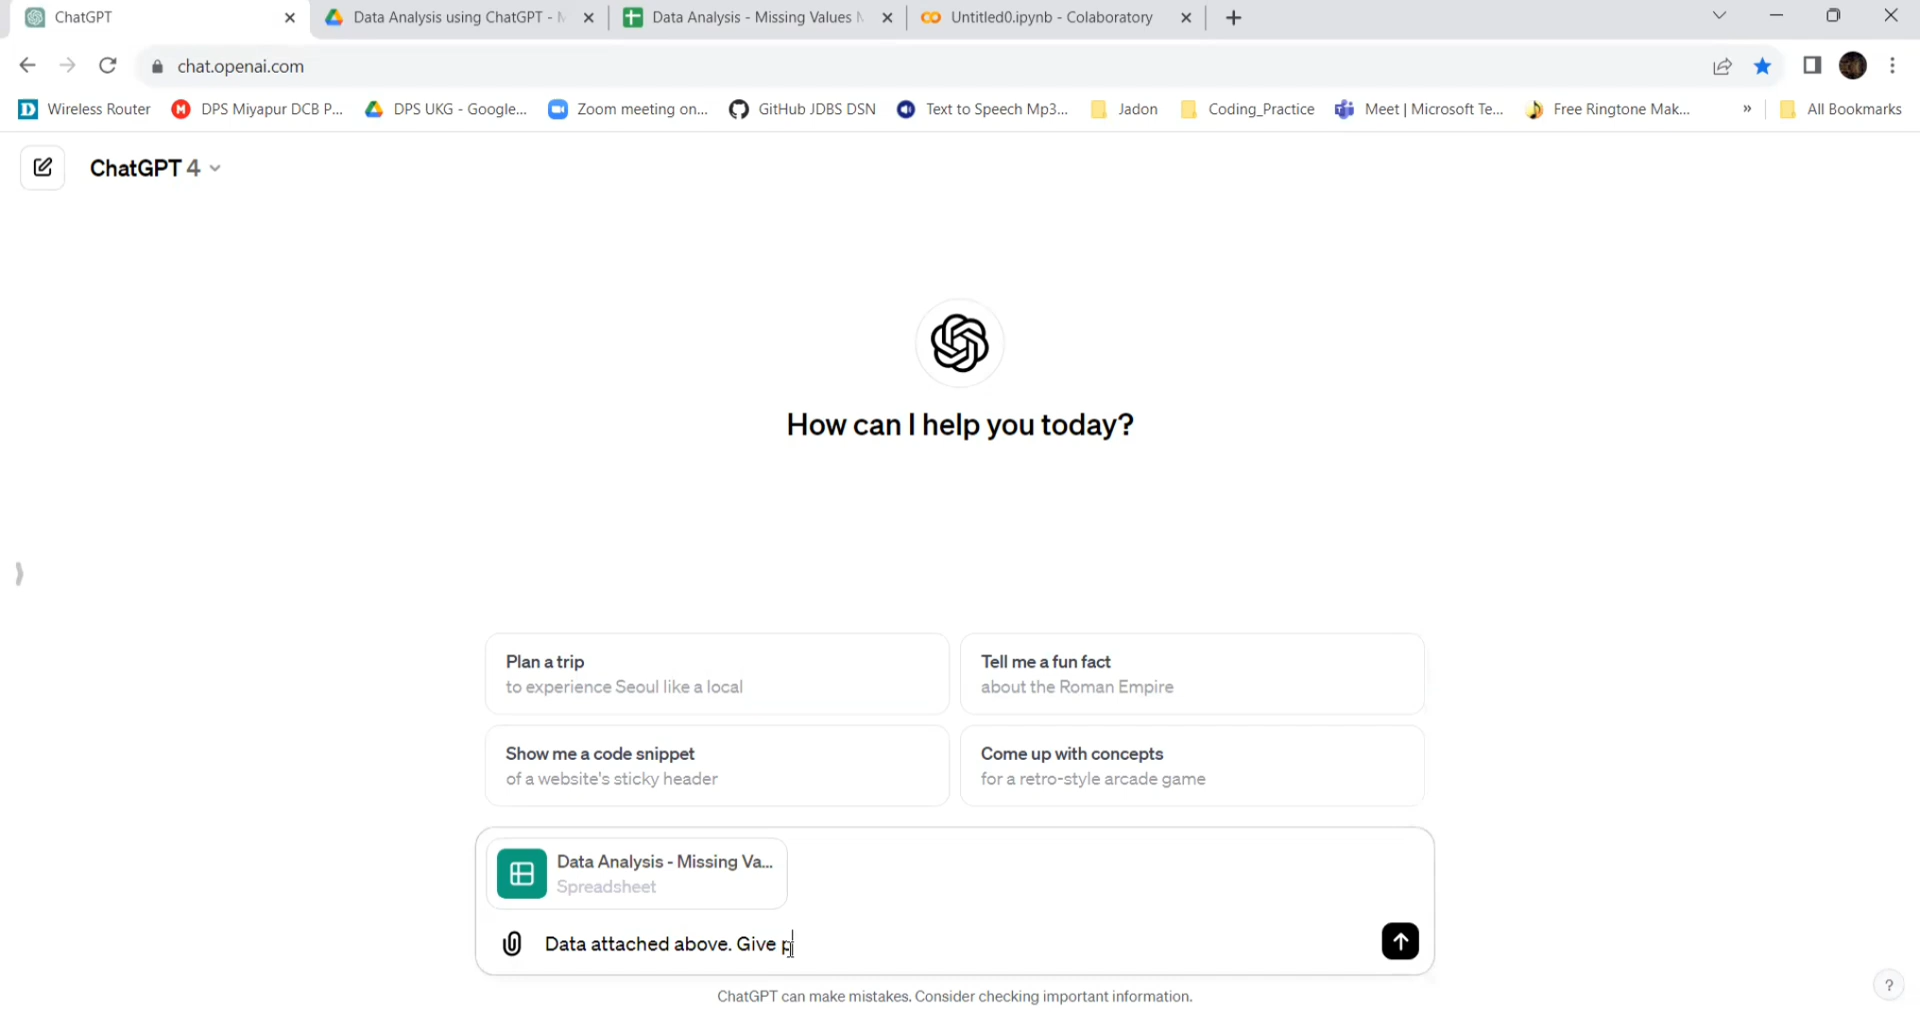 ChatGPT
Data Analysis using ChatGPT -
Data Analysis - Missing Values
Untitled0.ipynb - Colaboratory
chat.openai.com
Wireless Router
DPS Miyapur DCB P...
DPS UKG - Google...
Zoom meeting on...
GitHub JDBS DSN
Text to Speech Mp3...
Jadon
Coding_Practice
Meet | Microsoft Te...
Free Ringtone Mak...
»
All Bookmarks
ChatGPT 4
How can I help you today?
Plan a trip
to experience Seoul like a local
Tell me a fun fact
about the Roman Empire
Show me a code snippet
of a website's sticky header
Come up with concepts
for a retro-style arcade game
Data Analysis - Missing Va...
Spreadsheet
Data attached above. Give p
ChatGPT can make mistakes. Consider checking important information.
?